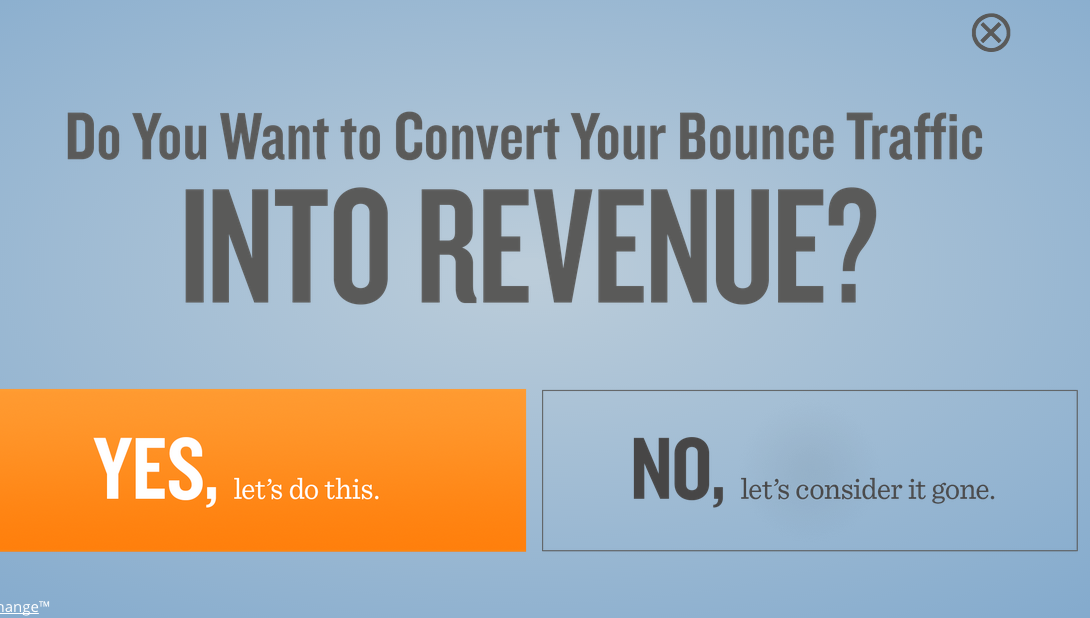 Do You Want to Convert Your Bounce Traffic
INTO REVENUE?
YES, let’s do this.
NO, let’s consider it gone.
hange™